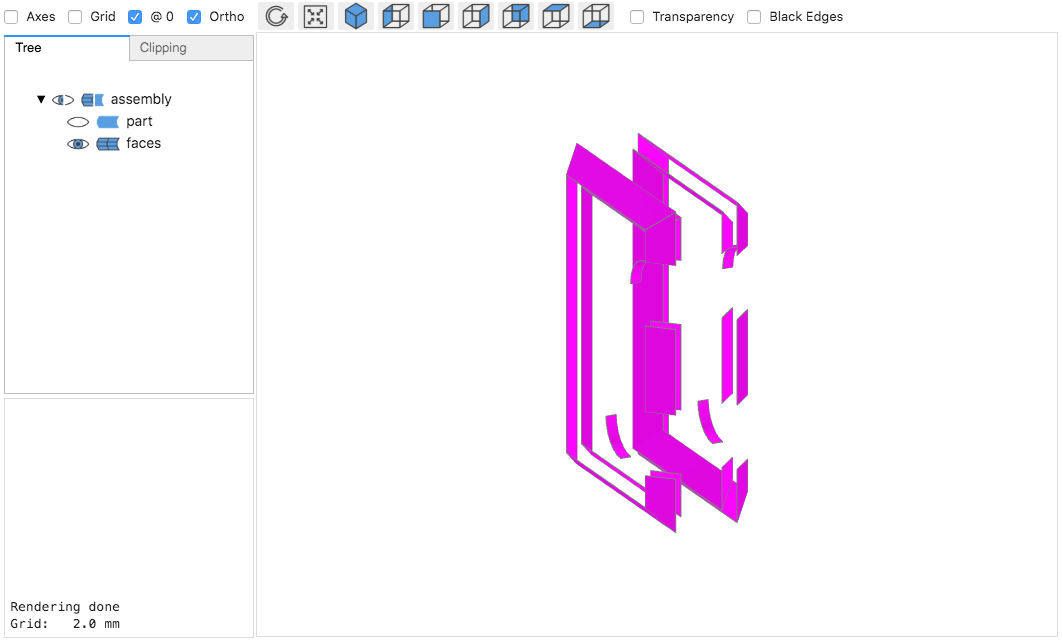 Axes Grid @ 0 Ortho Transparency Black Edges
Tree Clipping
▼ assembly
part
faces
Rendering done
Grid: 2.0 mm